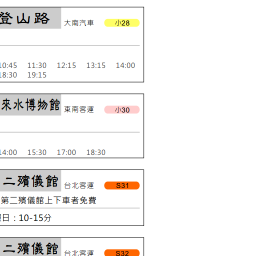 登山路 大南汽車 小28
10:45 11:30 12:15 13:15 14:00
18:30 19:15
來水博物館 東南客運 小30
14:00 15:30 17:00 18:30
二殯儀館 台北客運 S31
第二殯儀館上下車者免費
日：10-15分
二殯儀館 台北客運 S32